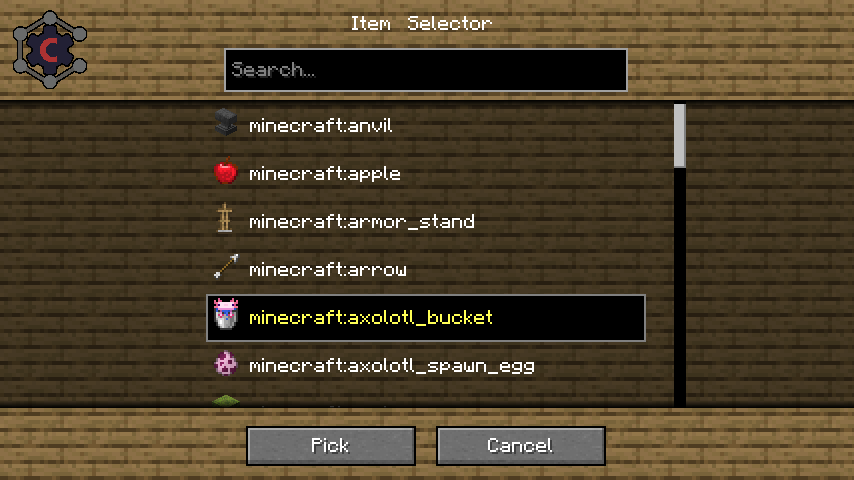 Item Selector
C
Search...
minecraft:anvil
minecraft:apple
minecraft:armor_stand
minecraft:arrow
minecraft:axolotl_bucket
minecraft:axolotl_spawn_egg
Pick
Cancel